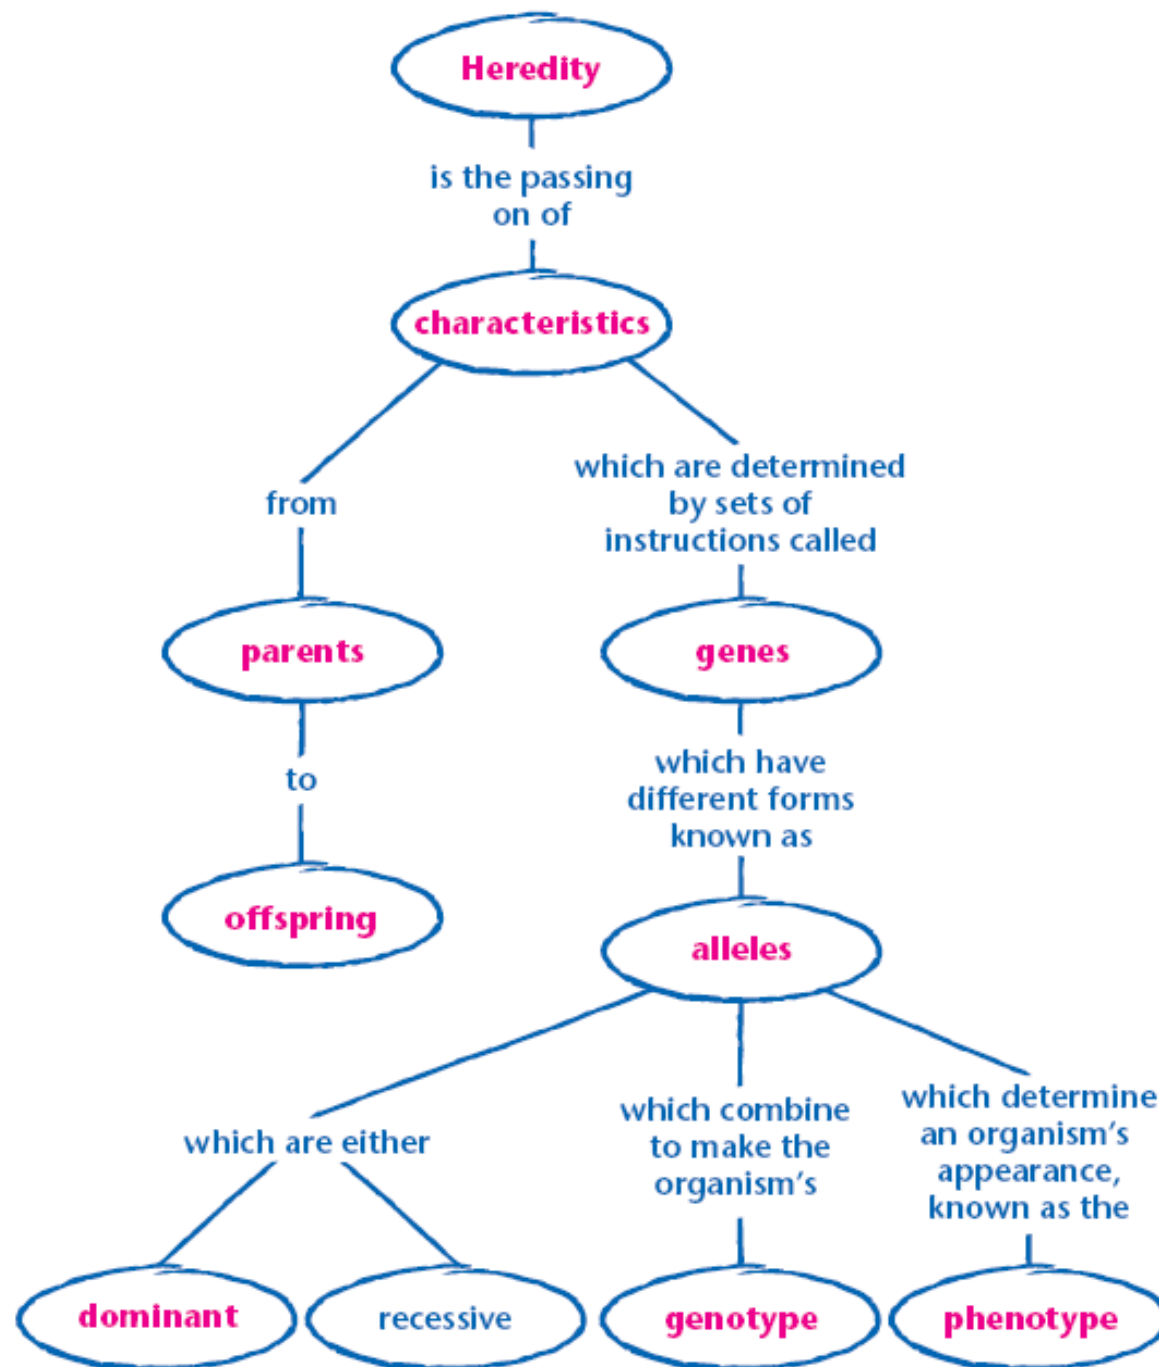 Heredity
is the passing
on of
characteristics
from
parents
to
offspring
which are determined
by sets of
instructions called
genes
which have
different forms
known as
alleles
which are either
dominant
recessive
which combine
to make the
organism's
genotype
which determine
an organism's
appearance,
known as the
phenotype